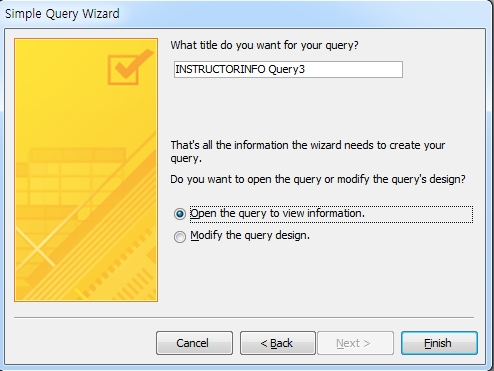 Simple Query Wizard
What title do you want for your query?
INSTRUCTORINFO Query3
That's all the information the wizard needs to create your
query.
Do you want to open the query or modify the query's design?
Open the query to view information.
Modify the query design.
Cancel
< Back
Next >
Finish